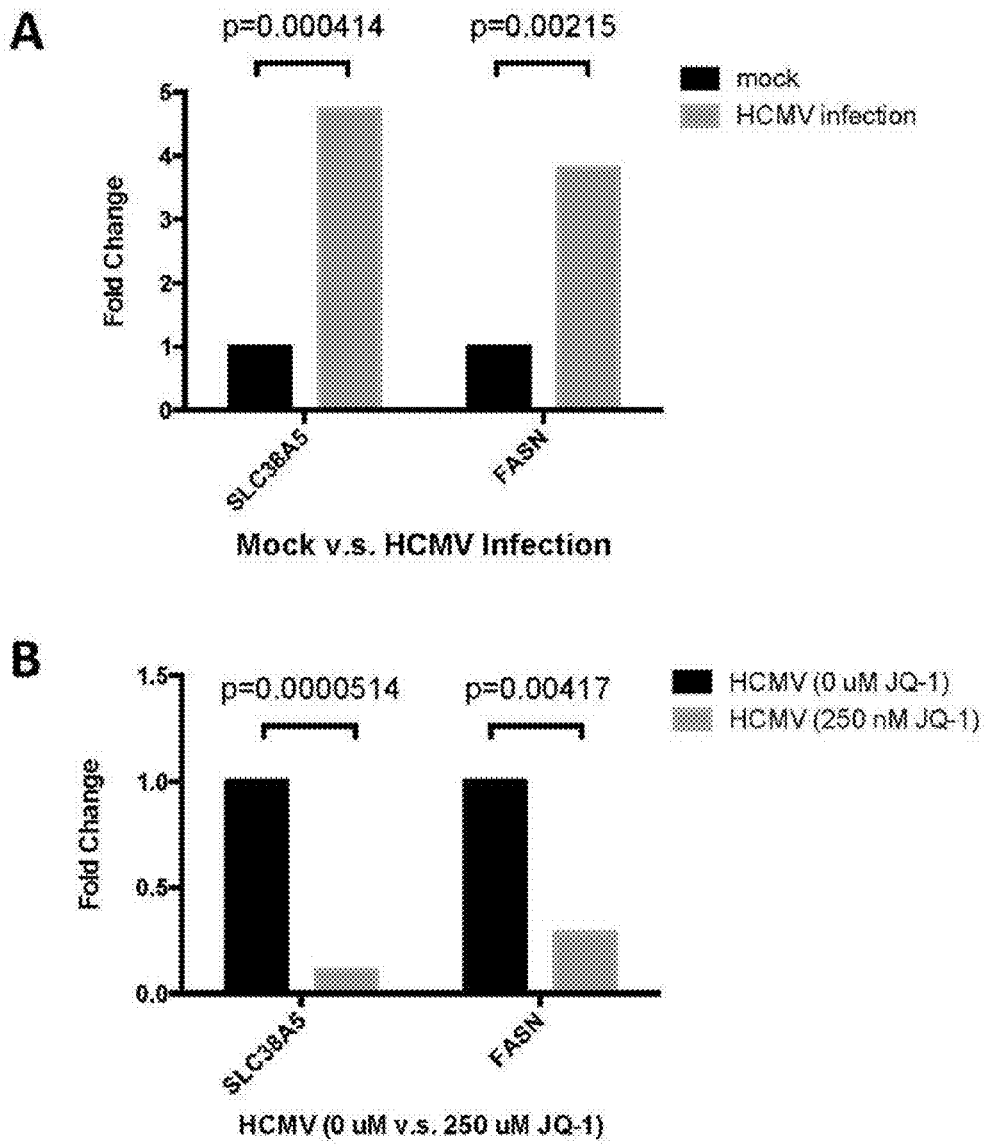 A
p=0.000414
p=0.00215
mock
HCMV infection
Fold Change
5
4
3
2
1
0
SLC38A5
FASN
Mock v.s. HCMV Infection
B
p=0.0000514
p=0.00417
HCMV (0 uM JQ-1)
HCMV (250 nM JQ-1)
Fold Change
1.5
1.0
0.5
0.0
SLC38A5
FASN
HCMV (0 uM v.s. 250 uM JQ-1)